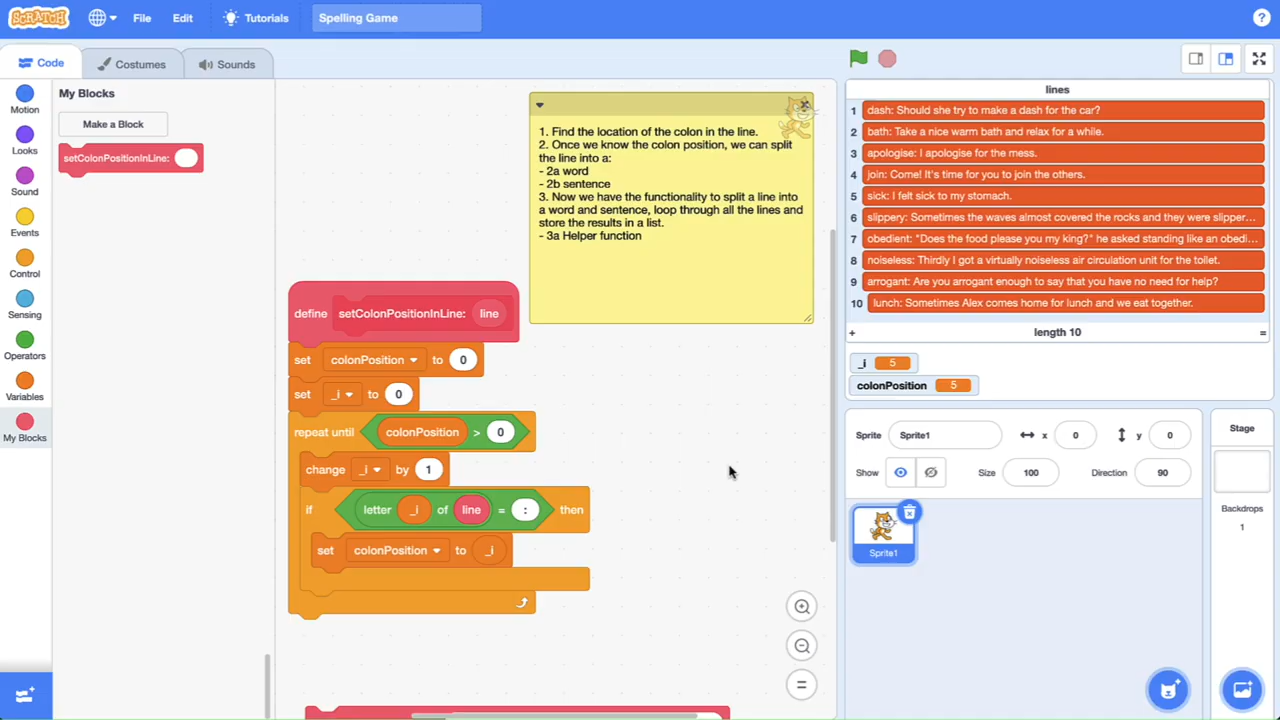 SCRATCH File Edit Tutorials Spelling Game ?
Code Costumes Sounds
Motion
Looks
Sound
Events
Control
Sensing
Operators
Variables
My Blocks
My Blocks
Make a Block
setColonPositionInLine:
1. Find the location of the colon in the line.
2. Once we know the colon position, we can split
the line into a:
- 2a word
- 2b sentence
3. Now we have the functionality to split a line into
a word and sentence, loop through all the lines and
store the results in a list.
- 3a Helper function
define setColonPositionInLine: line
set colonPosition to 0
set _i to 0
repeat until colonPosition > 0
change _i by 1
if letter _i of line = : then
set colonPosition to _i
lines
1 dash: Should she try to make a dash for the car?
2 bath: Take a nice warm bath and relax for a while.
3 apologise: I apologise for the mess.
4 join: Come! It's time for you to join the others.
5 sick: I felt sick to my stomach.
6 slippery: Sometimes the waves almost covered the rocks and they were slipper...
7 obedient: "Does the food please you my king?" he asked standing like an obedi...
8 noiseless: Thirdly I got a virtually noiseless air circulation unit for the toilet.
9 arrogant: Are you arrogant enough to say that you have no need for help?
10 lunch: Sometimes Alex comes home for lunch and we eat together.
+ length 10 =
_i 5
colonPosition 5
Sprite Sprite1 x 0 y 0
Show Size 100 Direction 90
Sprite1
Stage
Backdrops
1